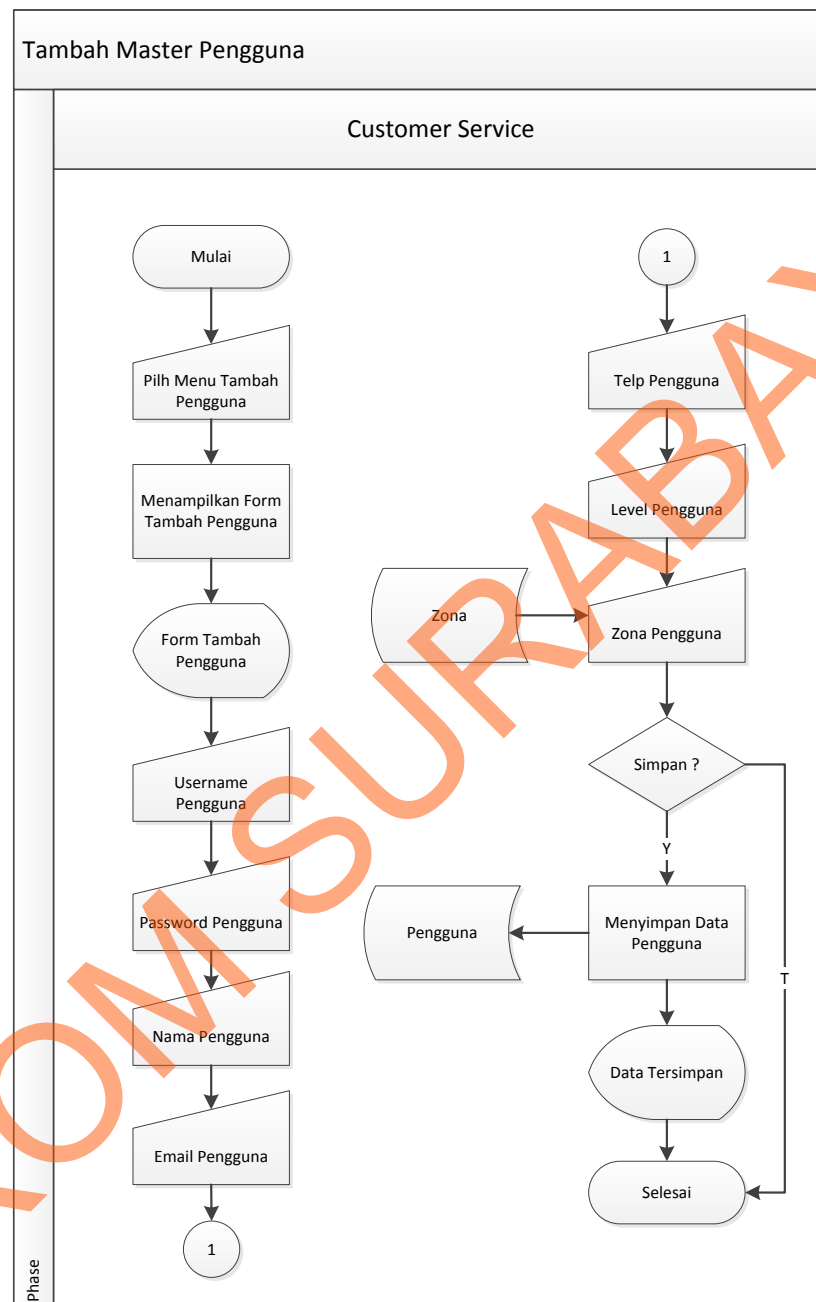 Tambah Master Pengguna
Customer Service
Phase
Mulai
Pilh Menu Tambah
Pengguna
Menampilkan Form
Tambah Pengguna
Form Tambah
Pengguna
Username
Pengguna
Password Pengguna
Nama Pengguna
Email Pengguna
1
1
Telp Pengguna
Level Pengguna
Zona
Zona Pengguna
Simpan ?
Y
T
Menyimpan Data
Pengguna
Pengguna
Data Tersimpan
Selesai
KOM SURABAY